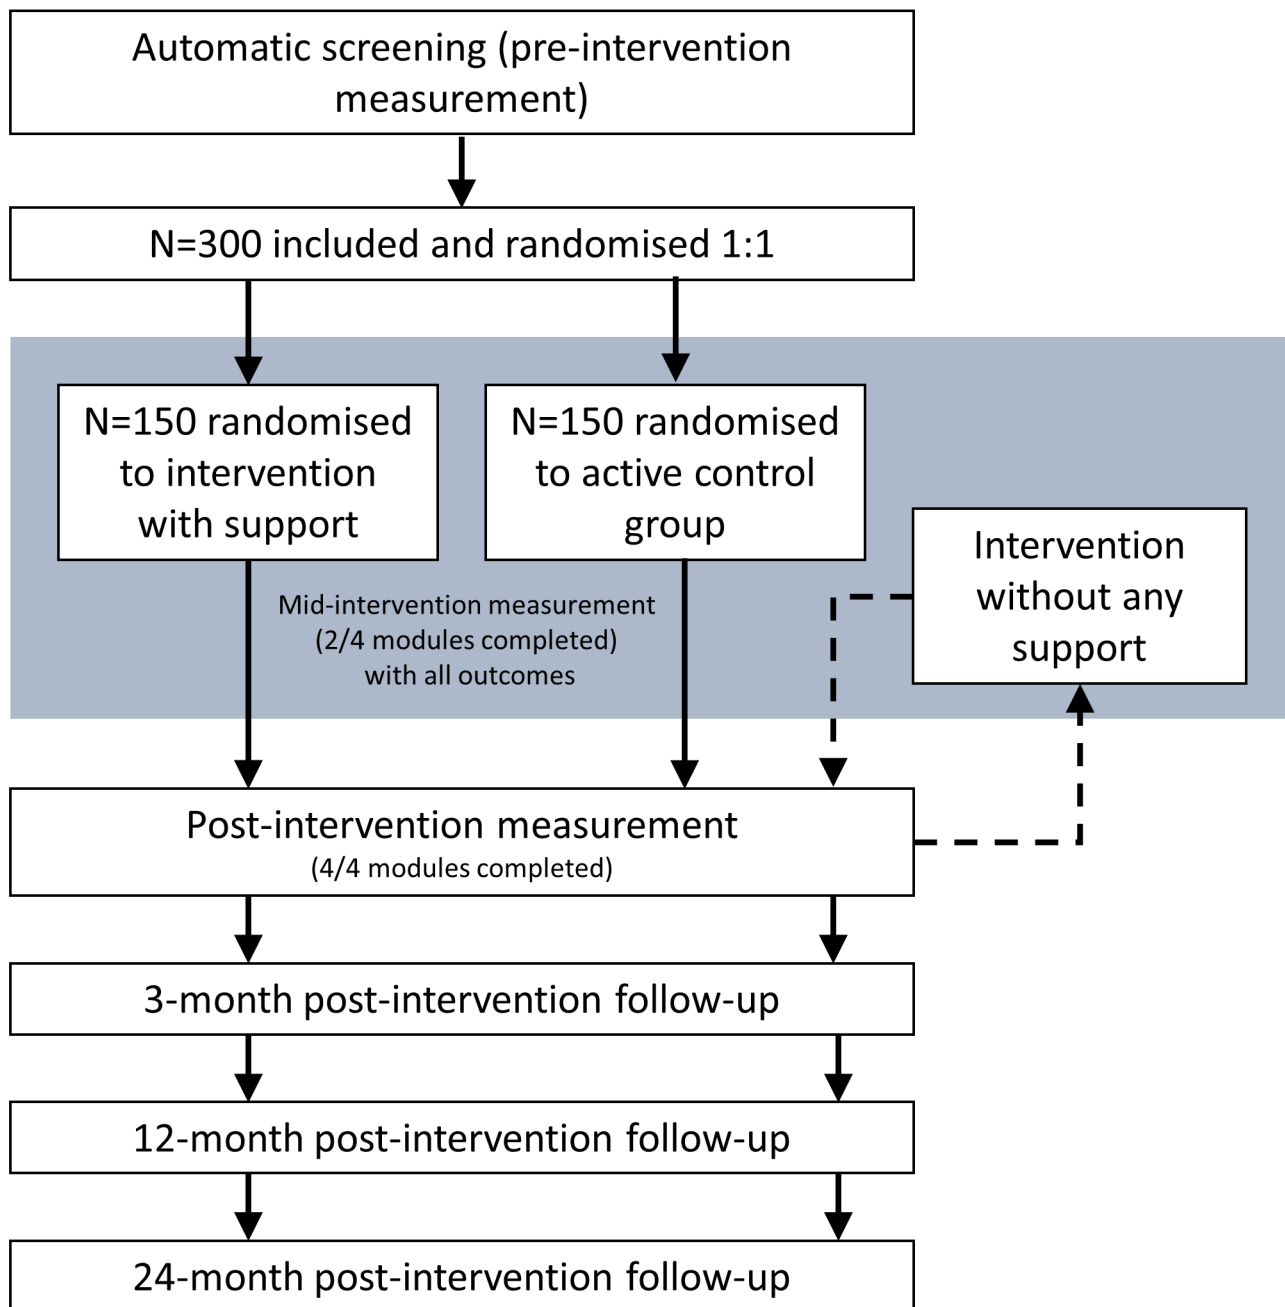 Automatic screening (pre-intervention
measurement)
N=300 included and randomised 1:1
N=150 randomised
to intervention
with support
N=150 randomised
to active control
group
Intervention
without any
support
Mid-intervention measurement
(2/4 modules completed)
with all outcomes
Post-intervention measurement
(4/4 modules completed)
3-month post-intervention follow-up
12-month post-intervention follow-up
24-month post-intervention follow-up